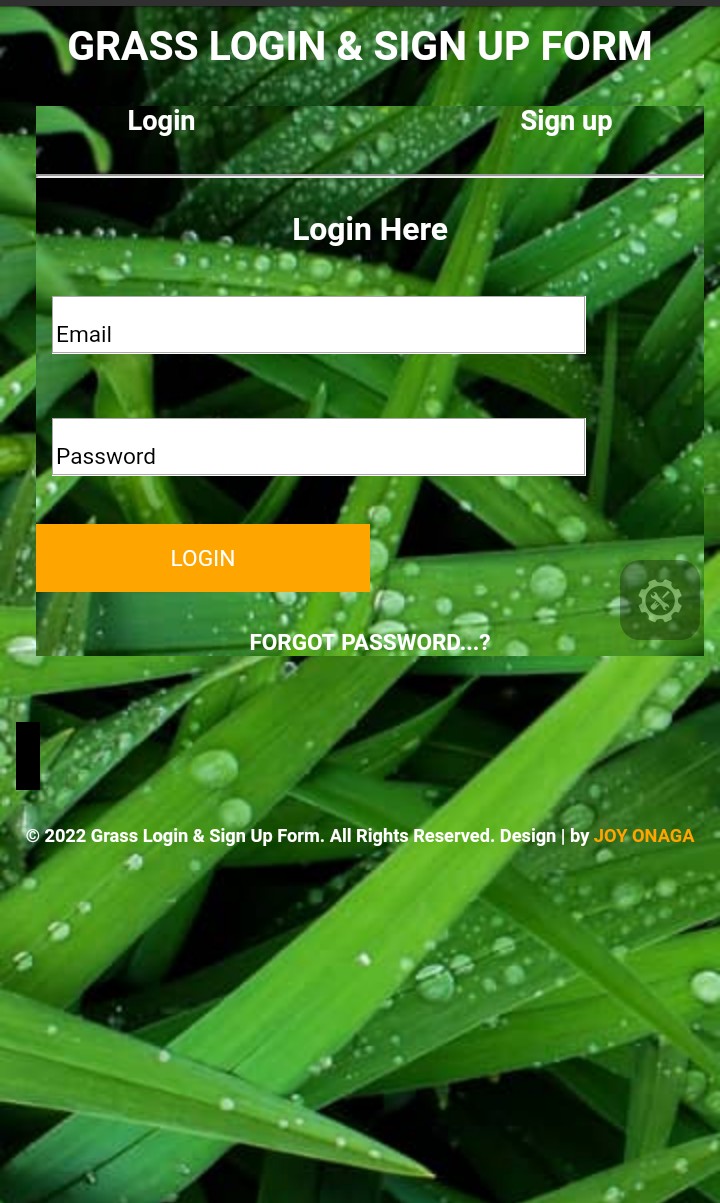 GRASS LOGIN & SIGN UP FORM
Login Sign up
Login Here
Email
Password
LOGIN
FORGOT PASSWORD...?
© 2022 Grass Login & Sign Up Form. All Rights Reserved. Design | by JOY ONAGA